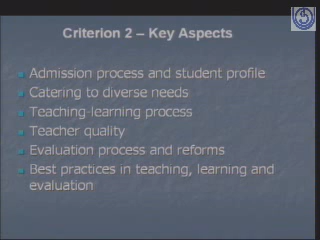 Criterion 2 – Key Aspects
Admission process and student profile
Catering to diverse needs
Teaching-learning process
Teacher quality
Evaluation process and reforms
Best practices in teaching, learning and
evaluation